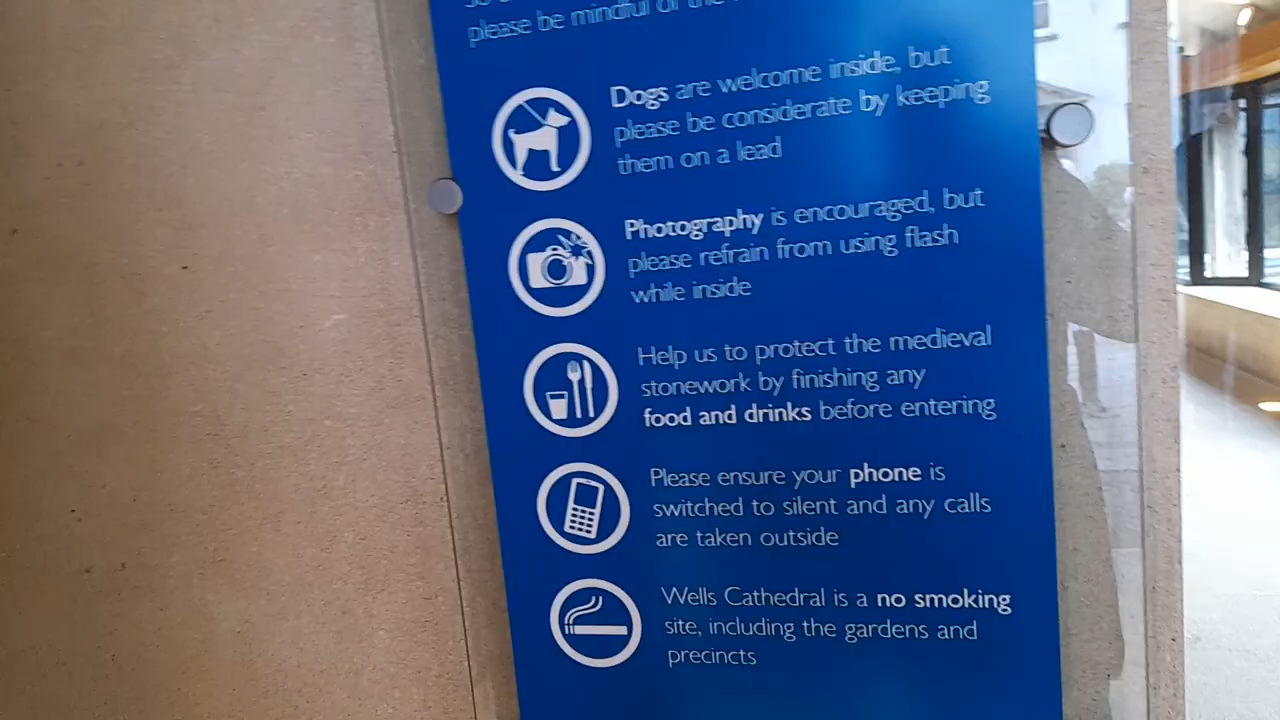 please be mindful of the
Dogs are welcome inside, but
please be considerate by keeping
them on a lead
Photography is encouraged, but
please refrain from using flash
while inside
Help us to protect the medieval
stonework by finishing any
food and drinks before entering
Please ensure your phone is
switched to silent and any calls
are taken outside
Wells Cathedral is a no smoking
site, including the gardens and
precincts